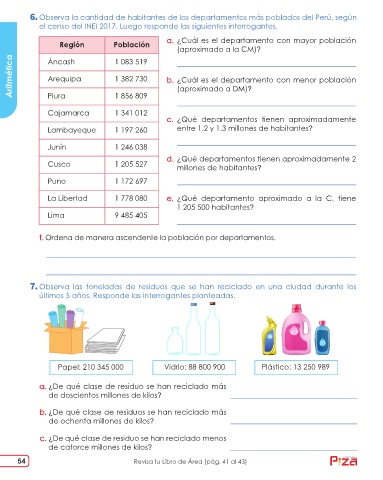 6. Observa la cantidad de habitantes de los departamentos más poblados del Perú, según
el censo del INEI 2017. Luego responde las siguientes interrogantes.
Aritmética
Región Población
Áncash 1 083 519
Arequipa 1 382 730
Piura 1 856 809
Cajamarca 1 341 012
Lambayeque 1 197 260
Junín 1 246 038
Cusco 1 205 527
Puno 1 172 697
La Libertad 1 778 080
Lima 9 485 405
a. ¿Cuál es el departamento con mayor población
(aproximado a la CM)?
b. ¿Cuál es el departamento con menor población
(aproximado a DM)?
c. ¿Qué departamentos tienen aproximadamente
entre 1.2 y 1.3 millones de habitantes?
d. ¿Qué departamentos tienen aproximadamente 2
millones de habitantes?
e. ¿Qué departamento aproximado a la C, tiene
1 205 500 habitantes?
f. Ordena de manera ascendente la población por departamentos.
7. Observa las toneladas de residuos que se han reciclado en una ciudad durante los
últimos 5 años. Responde las interrogantes planteadas.
Papel: 210 345 000
Vidrio: 88 800 900
Plástico: 13 250 989
a. ¿De qué clase de residuo se han reciclado más
de doscientos millones de kilos?
b. ¿De qué clase de residuos se han reciclado más
de ochenta millones de kilos?
c. ¿De qué clase de residuo se han reciclado menos
de catorce millones de kilos?
54
Revisa tu Libro de Área (pág. 41 al 43)